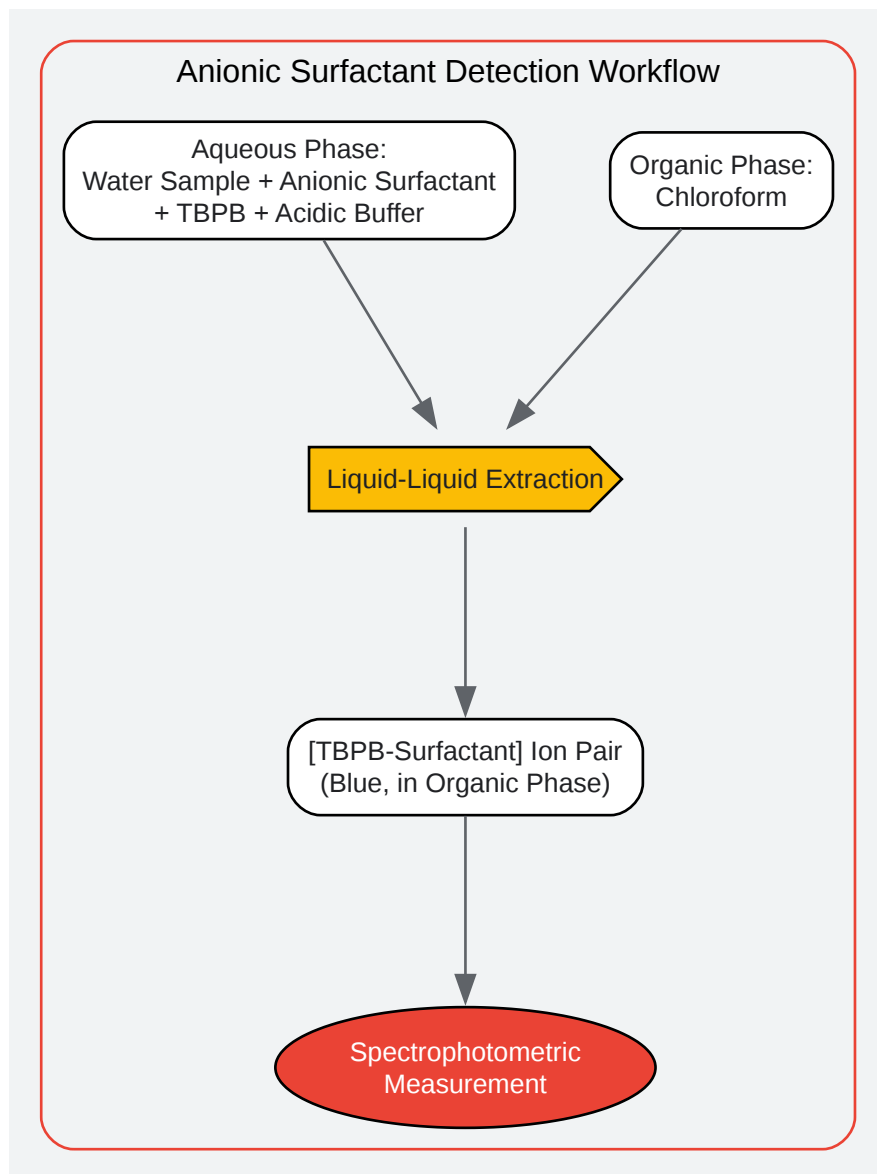 Anionic Surfactant Detection Workflow
Aqueous Phase:
Water Sample + Anionic Surfactant
+ TBPB + Acidic Buffer
Organic Phase:
Chloroform
Liquid-Liquid Extraction
[TBPB-Surfactant] Ion Pair
(Blue, in Organic Phase)
Spectrophotometric
Measurement